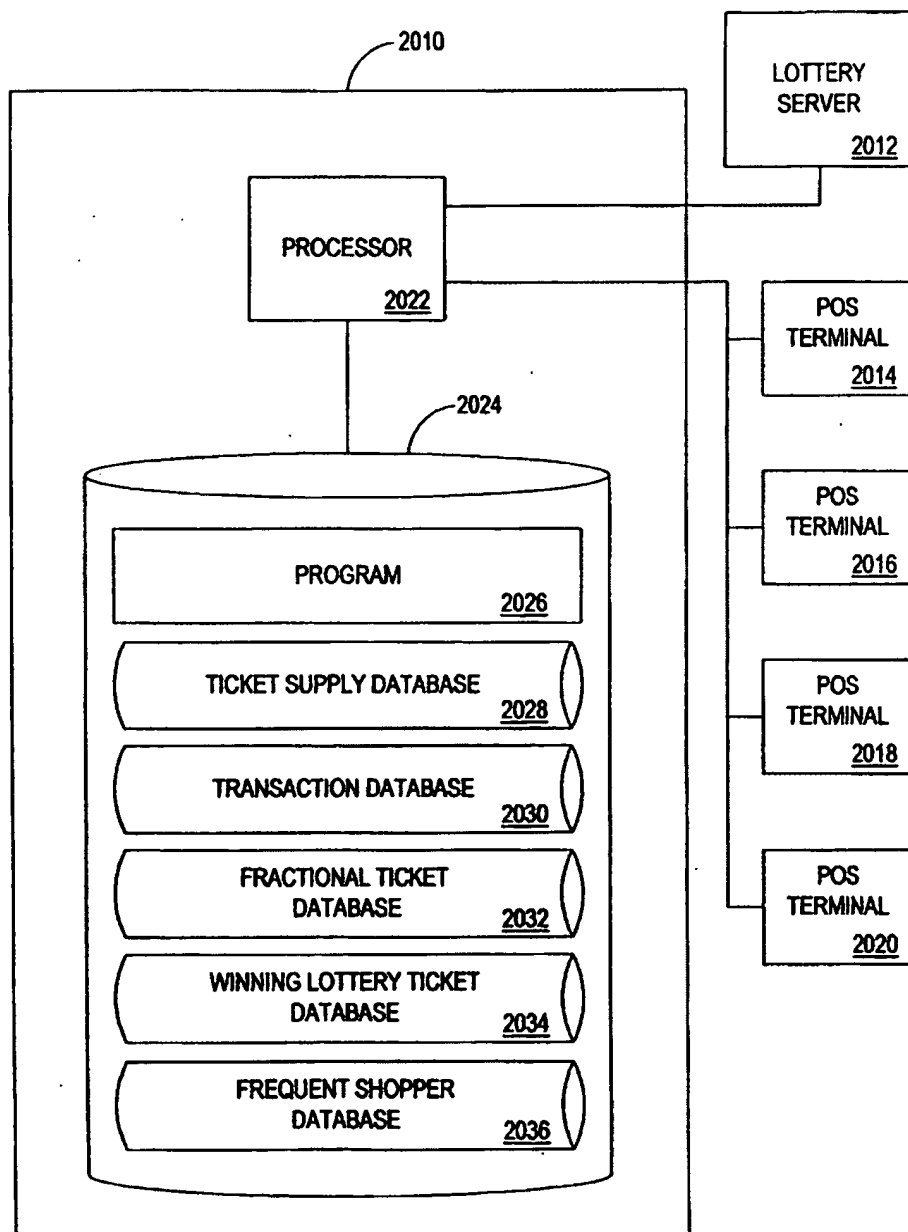 2010
LOTTERY
SERVER
2012
PROCESSOR
2022
POS
TERMINAL
2014
2024
POS
TERMINAL
2016
PROGRAM
2026
TICKET SUPPLY DATABASE
2028
POS
TERMINAL
2018
TRANSACTION DATABASE
2030
FRACTIONAL TICKET
DATABASE
2032
POS
TERMINAL
2020
WINNING LOTTERY TICKET
DATABASE
2034
FREQUENT SHOPPER
DATABASE
2036